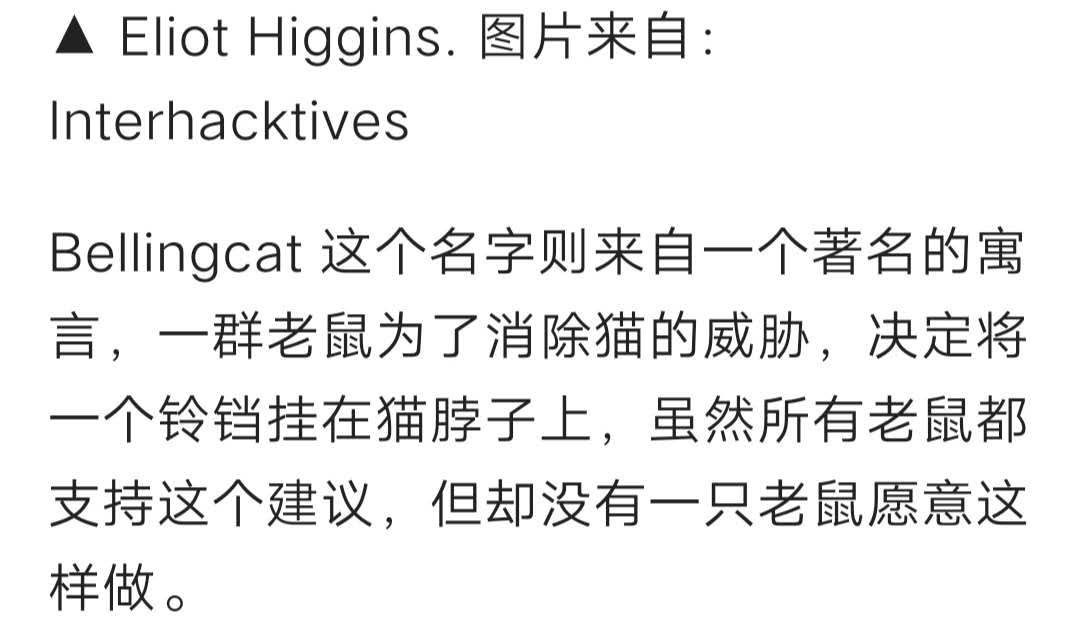 ▲ Eliot Higgins. 图片来自：
Interhacktives
Bellingcat 这个名字则来自一个著名的寓
言，一群老鼠为了消除猫的威胁，决定将
一个铃铛挂在猫脖子上，虽然所有老鼠都
支持这个建议，但却没有一只老鼠愿意这
样做。